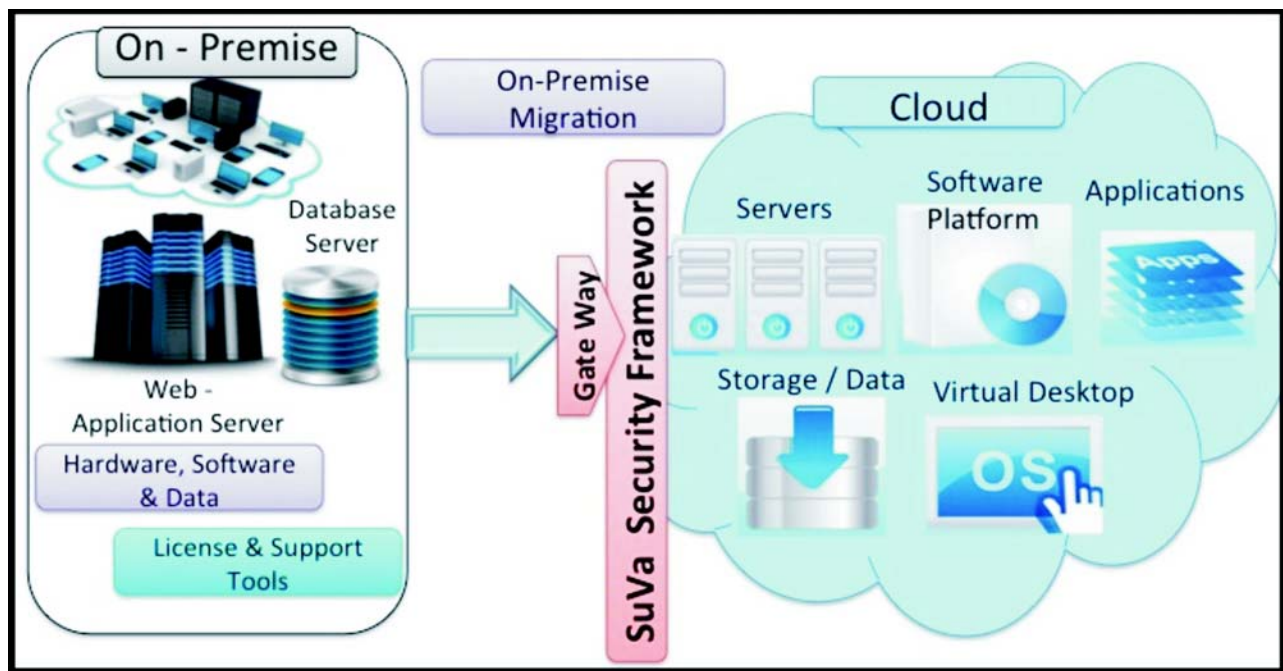 On - Premise
Database
Server
Web -
Application Server
Hardware, Software
& Data
License & Support
Tools
On-Premise
Migration
Gate Way
SuVa Security Framework
Cloud
Servers
Software
Platform
Applications
Apps
Storage / Data
Virtual Desktop
OS